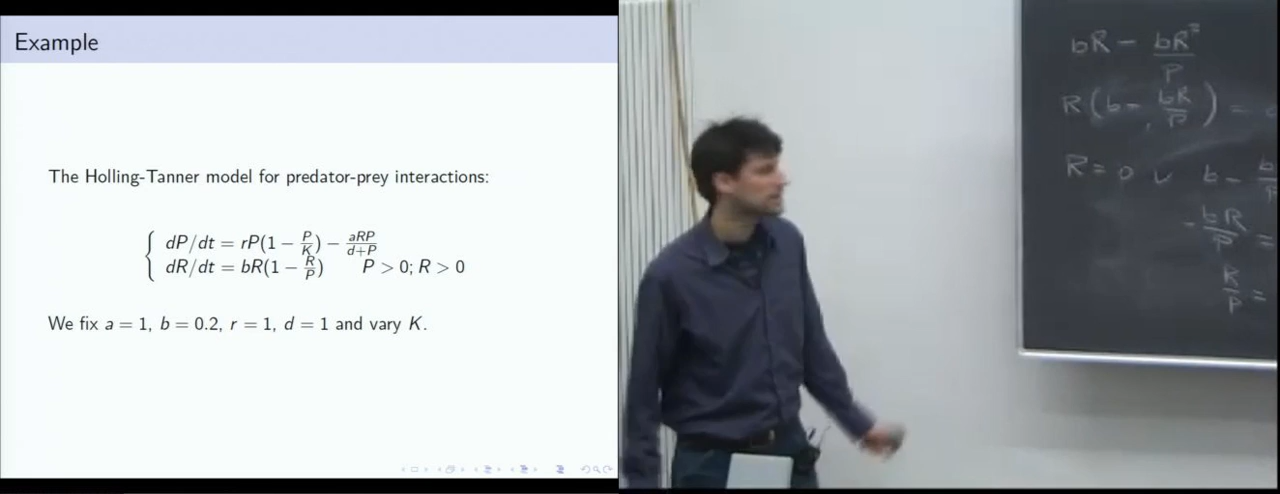 Example
The Holling-Tanner model for predator-prey interactions:
dP/dt = rP(1 − P/K) − aRP/(d+P)
dR/dt = bR(1 − R/P)   P > 0; R > 0
We fix a = 1, b = 0.2, r = 1, d = 1 and vary K.
bR − bR²/P
R(b − bR/P) =
R = 0 ∨ b − b/P
−bR/P =
R/P =